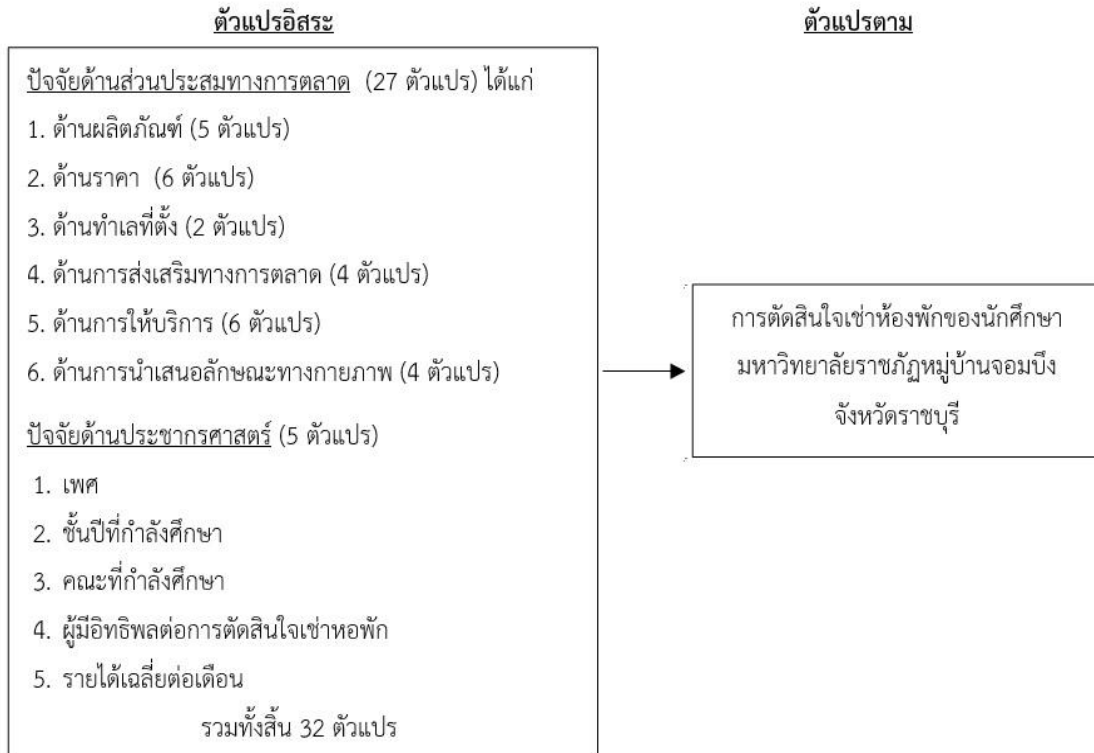 ตัวแปรอิสระ
ปัจจัยด้านส่วนประสมทางการตลาด (27 ตัวแปร) ได้แก่
1. ด้านผลิตภัณฑ์ (5 ตัวแปร)
2. ด้านราคา (6 ตัวแปร)
3. ด้านทำเลที่ตั้ง (2 ตัวแปร)
4. ด้านการส่งเสริมทางการตลาด (4 ตัวแปร)
5. ด้านการให้บริการ (6 ตัวแปร)
6. ด้านการนำเสนอลักษณะทางกายภาพ (4 ตัวแปร)
ปัจจัยด้านประชากรศาสตร์ (5 ตัวแปร)
1. เพศ
2. ชั้นปีที่กำลังศึกษา
3. คณะที่กำลังศึกษา
4. ผู้มีอิทธิพลต่อการตัดสินใจเช่าหอพัก
5. รายได้เฉลี่ยต่อเดือน
รวมทั้งสิ้น 32 ตัวแปร
ตัวแปรตาม
การตัดสินใจเช่าห้องพักของนักศึกษา
มหาวิทยาลัยราชภัฏหมู่บ้านจอมบึง
จังหวัดราชบุรี